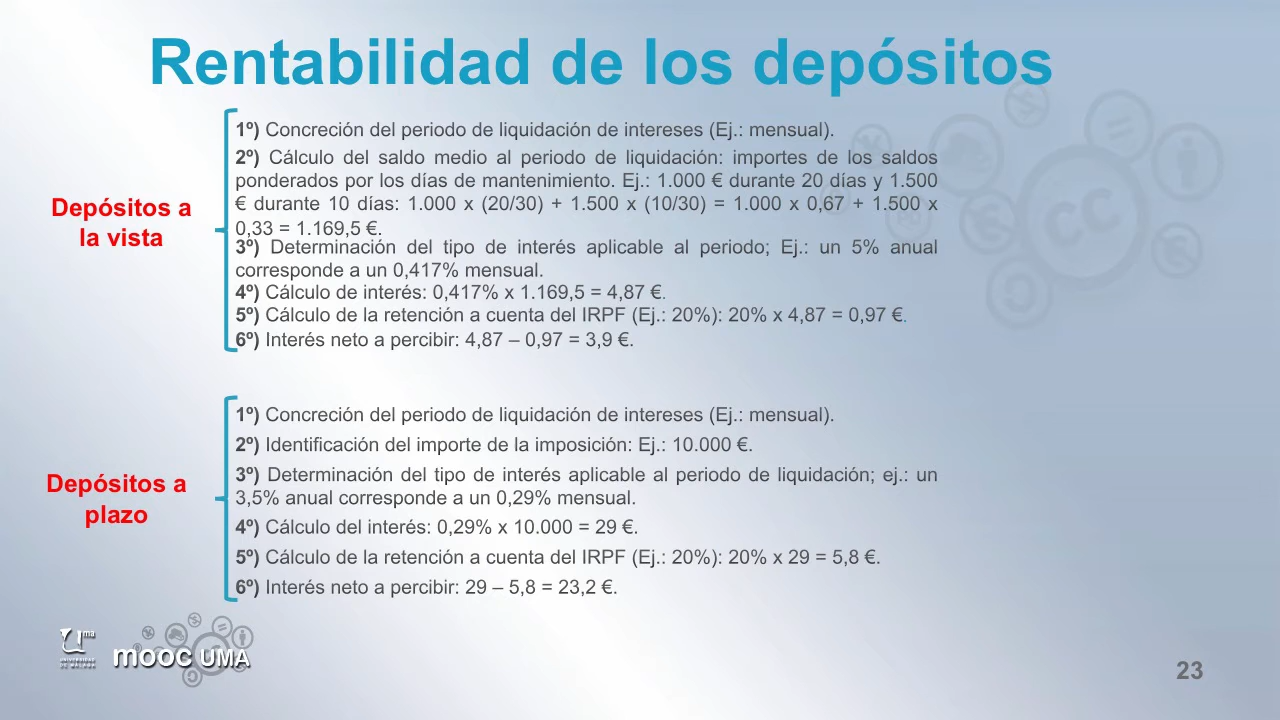 Rentabilidad de los depósitos
Depósitos a
la vista
1º) Concreción del periodo de liquidación de intereses (Ej.: mensual).
2º) Cálculo del saldo medio al periodo de liquidación: importes de los saldos
ponderados por los días de mantenimiento. Ej.: 1.000 € durante 20 días y 1.500
€ durante 10 días: 1.000 x (20/30) + 1.500 x (10/30) = 1.000 x 0,67 + 1.500 x
0,33 = 1.169,5 €.
3º) Determinación del tipo de interés aplicable al periodo; Ej.: un 5% anual
corresponde a un 0,417% mensual.
4º) Cálculo de interés: 0,417% x 1.169,5 = 4,87 €.
5º) Cálculo de la retención a cuenta del IRPF (Ej.: 20%): 20% x 4,87 = 0,97 €.
6º) Interés neto a percibir: 4,87 – 0,97 = 3,9 €.
Depósitos a
plazo
1º) Concreción del periodo de liquidación de intereses (Ej.: mensual).
2º) Identificación del importe de la imposición: Ej.: 10.000 €.
3º) Determinación del tipo de interés aplicable al periodo de liquidación; ej.: un
3,5% anual corresponde a un 0,29% mensual.
4º) Cálculo del interés: 0,29% x 10.000 = 29 €.
5º) Cálculo de la retención a cuenta del IRPF (Ej.: 20%): 20% x 29 = 5,8 €.
6º) Interés neto a percibir: 29 – 5,8 = 23,2 €.
uma
UNIVERSIDAD
DE MÁLAGA
mooc UMA
cc
23